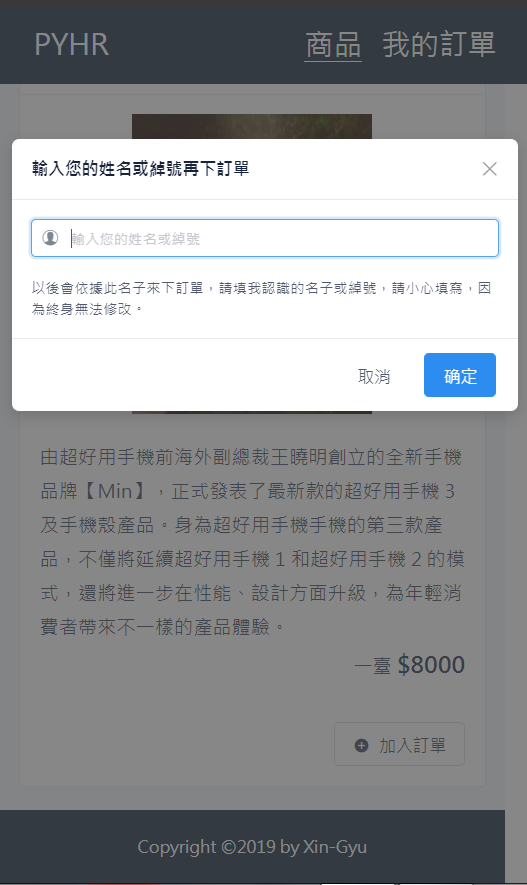 PYHR 商品 我的訂單
輸入您的姓名或綽號再下訂單
輸入您的姓名或綽號
以後會依據此名子來下訂單，請填我認識的名子或綽號，請小心填寫，因
為終身無法修改。
取消 确定
由超好用手機前海外副總裁王曉明創立的全新手機
品牌【Min】，正式發表了最新款的超好用手機 3
及手機殼產品。身為超好用手機手機的第三款產
品，不僅將延續超好用手機 1 和超好用手機 2 的模
式，還將進一步在性能、設計方面升級，為年輕消
費者帶來不一樣的產品體驗。
一臺 $8000
加入訂單
Copyright ©2019 by Xin-Gyu